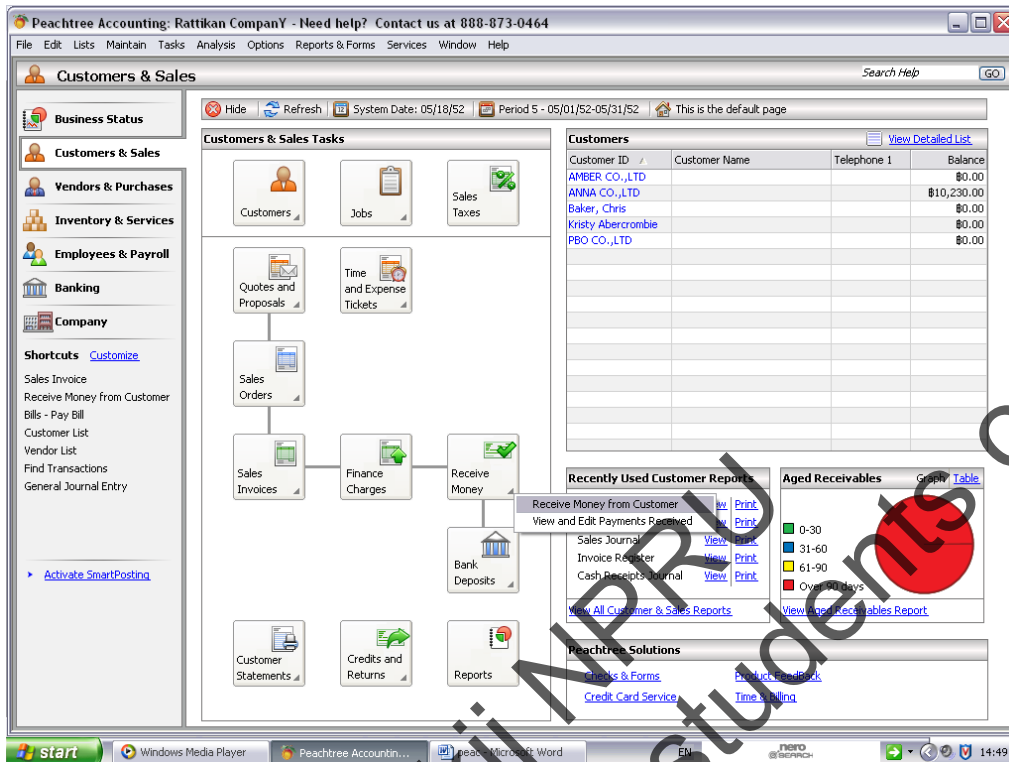 Peachtree Accounting: Rattikan CompanY - Need help? Contact us at 888-873-0464
File Edit Lists Maintain Tasks Analysis Options Reports & Forms Services Window Help
Customers & Sales
Search Help GO
Hide Refresh System Date: 05/18/52 Period 5 - 05/01/52-05/31/52 This is the default page
Business Status
Customers & Sales
Vendors & Purchases
Inventory & Services
Employees & Payroll
Banking
Company
Shortcuts Customize
Sales Invoice
Receive Money from Customer
Bills - Pay Bill
Customer List
Vendor List
Find Transactions
General Journal Entry
Activate SmartPosting
Customers & Sales Tasks
Customers
Jobs
Sales
Taxes
Quotes and
Proposals
Time
and Expense
Tickets
Sales
Orders
Sales
Invoices
Finance
Charges
Receive
Money
Receive Money from Customer
View and Edit Payments Received
Bank
Deposits
Customer
Statements
Credits and
Returns
Reports
Customers View Detailed List
Customer ID Customer Name Telephone 1 Balance
AMBER CO.,LTD ฿0.00
ANNA CO.,LTD ฿10,230.00
Baker, Chris ฿0.00
Kristy Abercrombie ฿0.00
PBO CO.,LTD ฿0.00
Recently Used Customer Reports
Print
Print
Sales Journal View Print
Invoice Register View Print
Cash Receipts Journal View Print
View All Customer & Sales Reports
Aged Receivables Graph Table
0-30
31-60
61-90
Over 90 days
View Aged Receivables Report
Peachtree Solutions
Checks & Forms Product FeedBack
Credit Card Service Time & Billing
NPRU
students
start Windows Media Player Peachtree Accountin... peac - Microsoft Word EN nero SEARCH 14:49